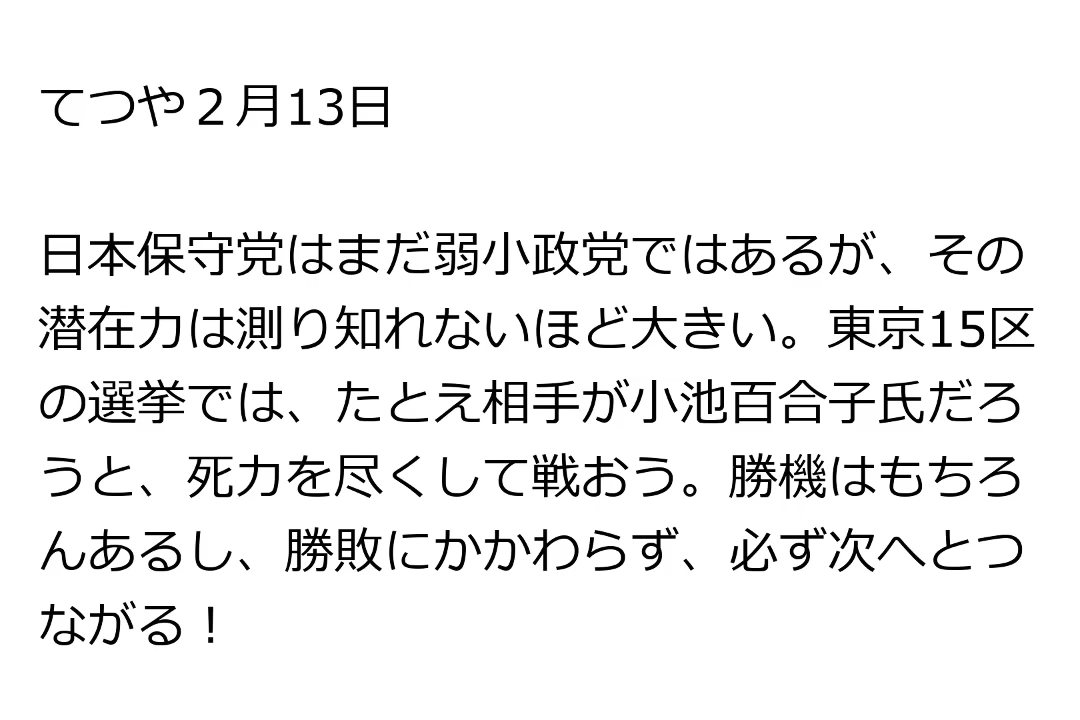 てつや２月13日
日本保守党はまだ弱小政党ではあるが、その
潜在力は測り知れないほど大きい。東京15区
の選挙では、たとえ相手が小池百合子氏だろ
うと、死力を尽くして戦おう。勝機はもちろ
んあるし、勝敗にかかわらず、必ず次へとつ
ながる！